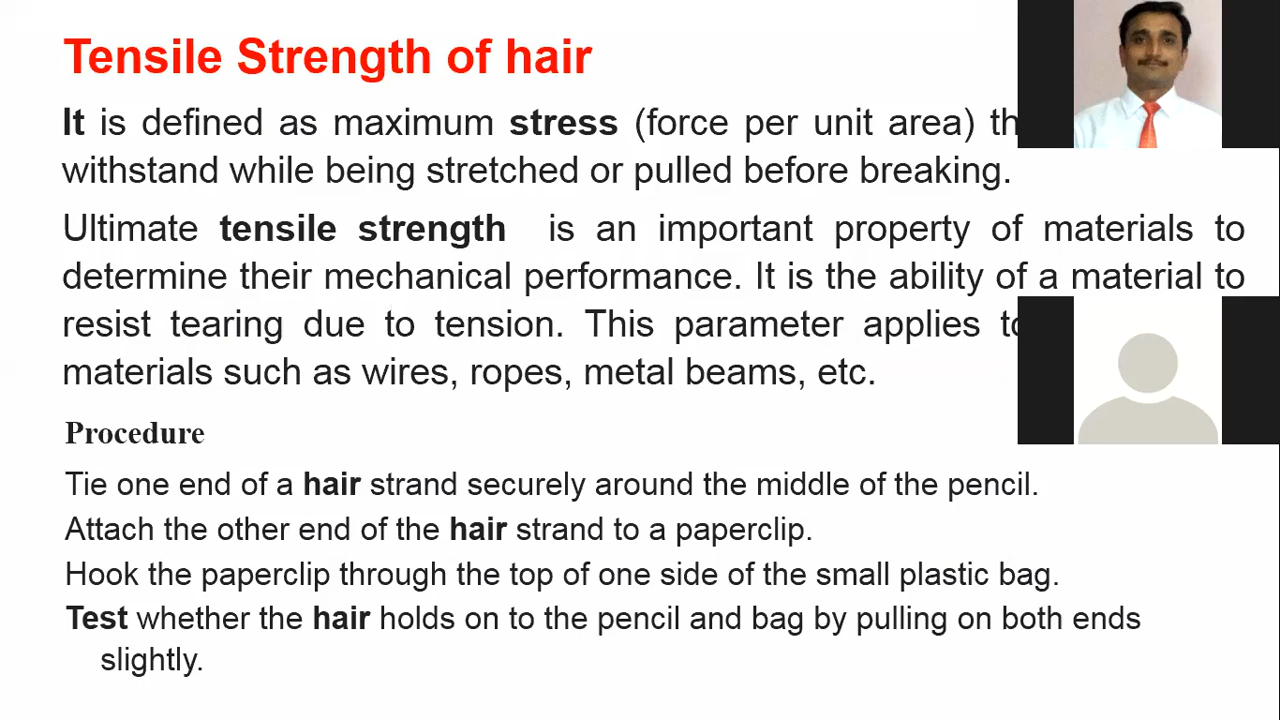 Tensile Strength of hair
It is defined as maximum stress (force per unit area)
withstand while being stretched or pulled before breaking.
Ultimate tensile strength is an important property of materials to
determine their mechanical performance. It is the ability of a material to
resist tearing due to tension. This parameter applies
materials such as wires, ropes, metal beams, etc.
Procedure
Tie one end of a hair strand securely around the middle of the pencil.
Attach the other end of the hair strand to a paperclip.
Hook the paperclip through the top of one side of the small plastic bag.
Test whether the hair holds on to the pencil and bag by pulling on both ends
slightly.